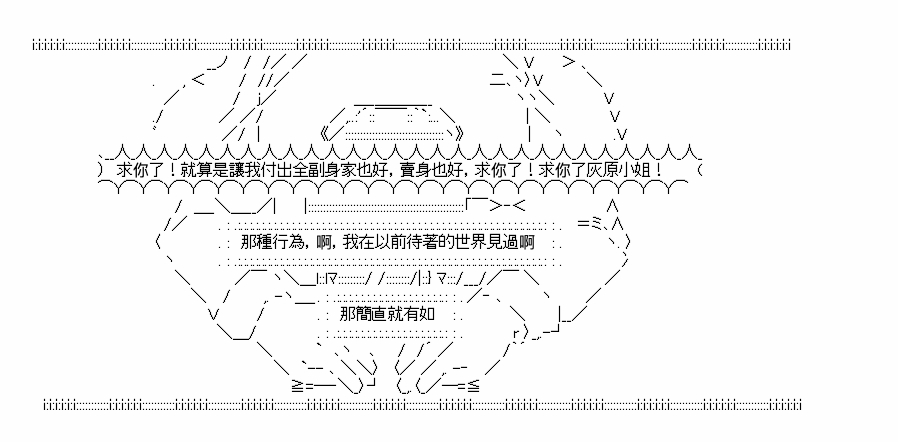 求你了！就算是讓我付出全副身家也好，賣身也好，求你了！求你了灰原小姐！
那種行為，啊，我在以前待著的世界見過啊
那簡直就有如